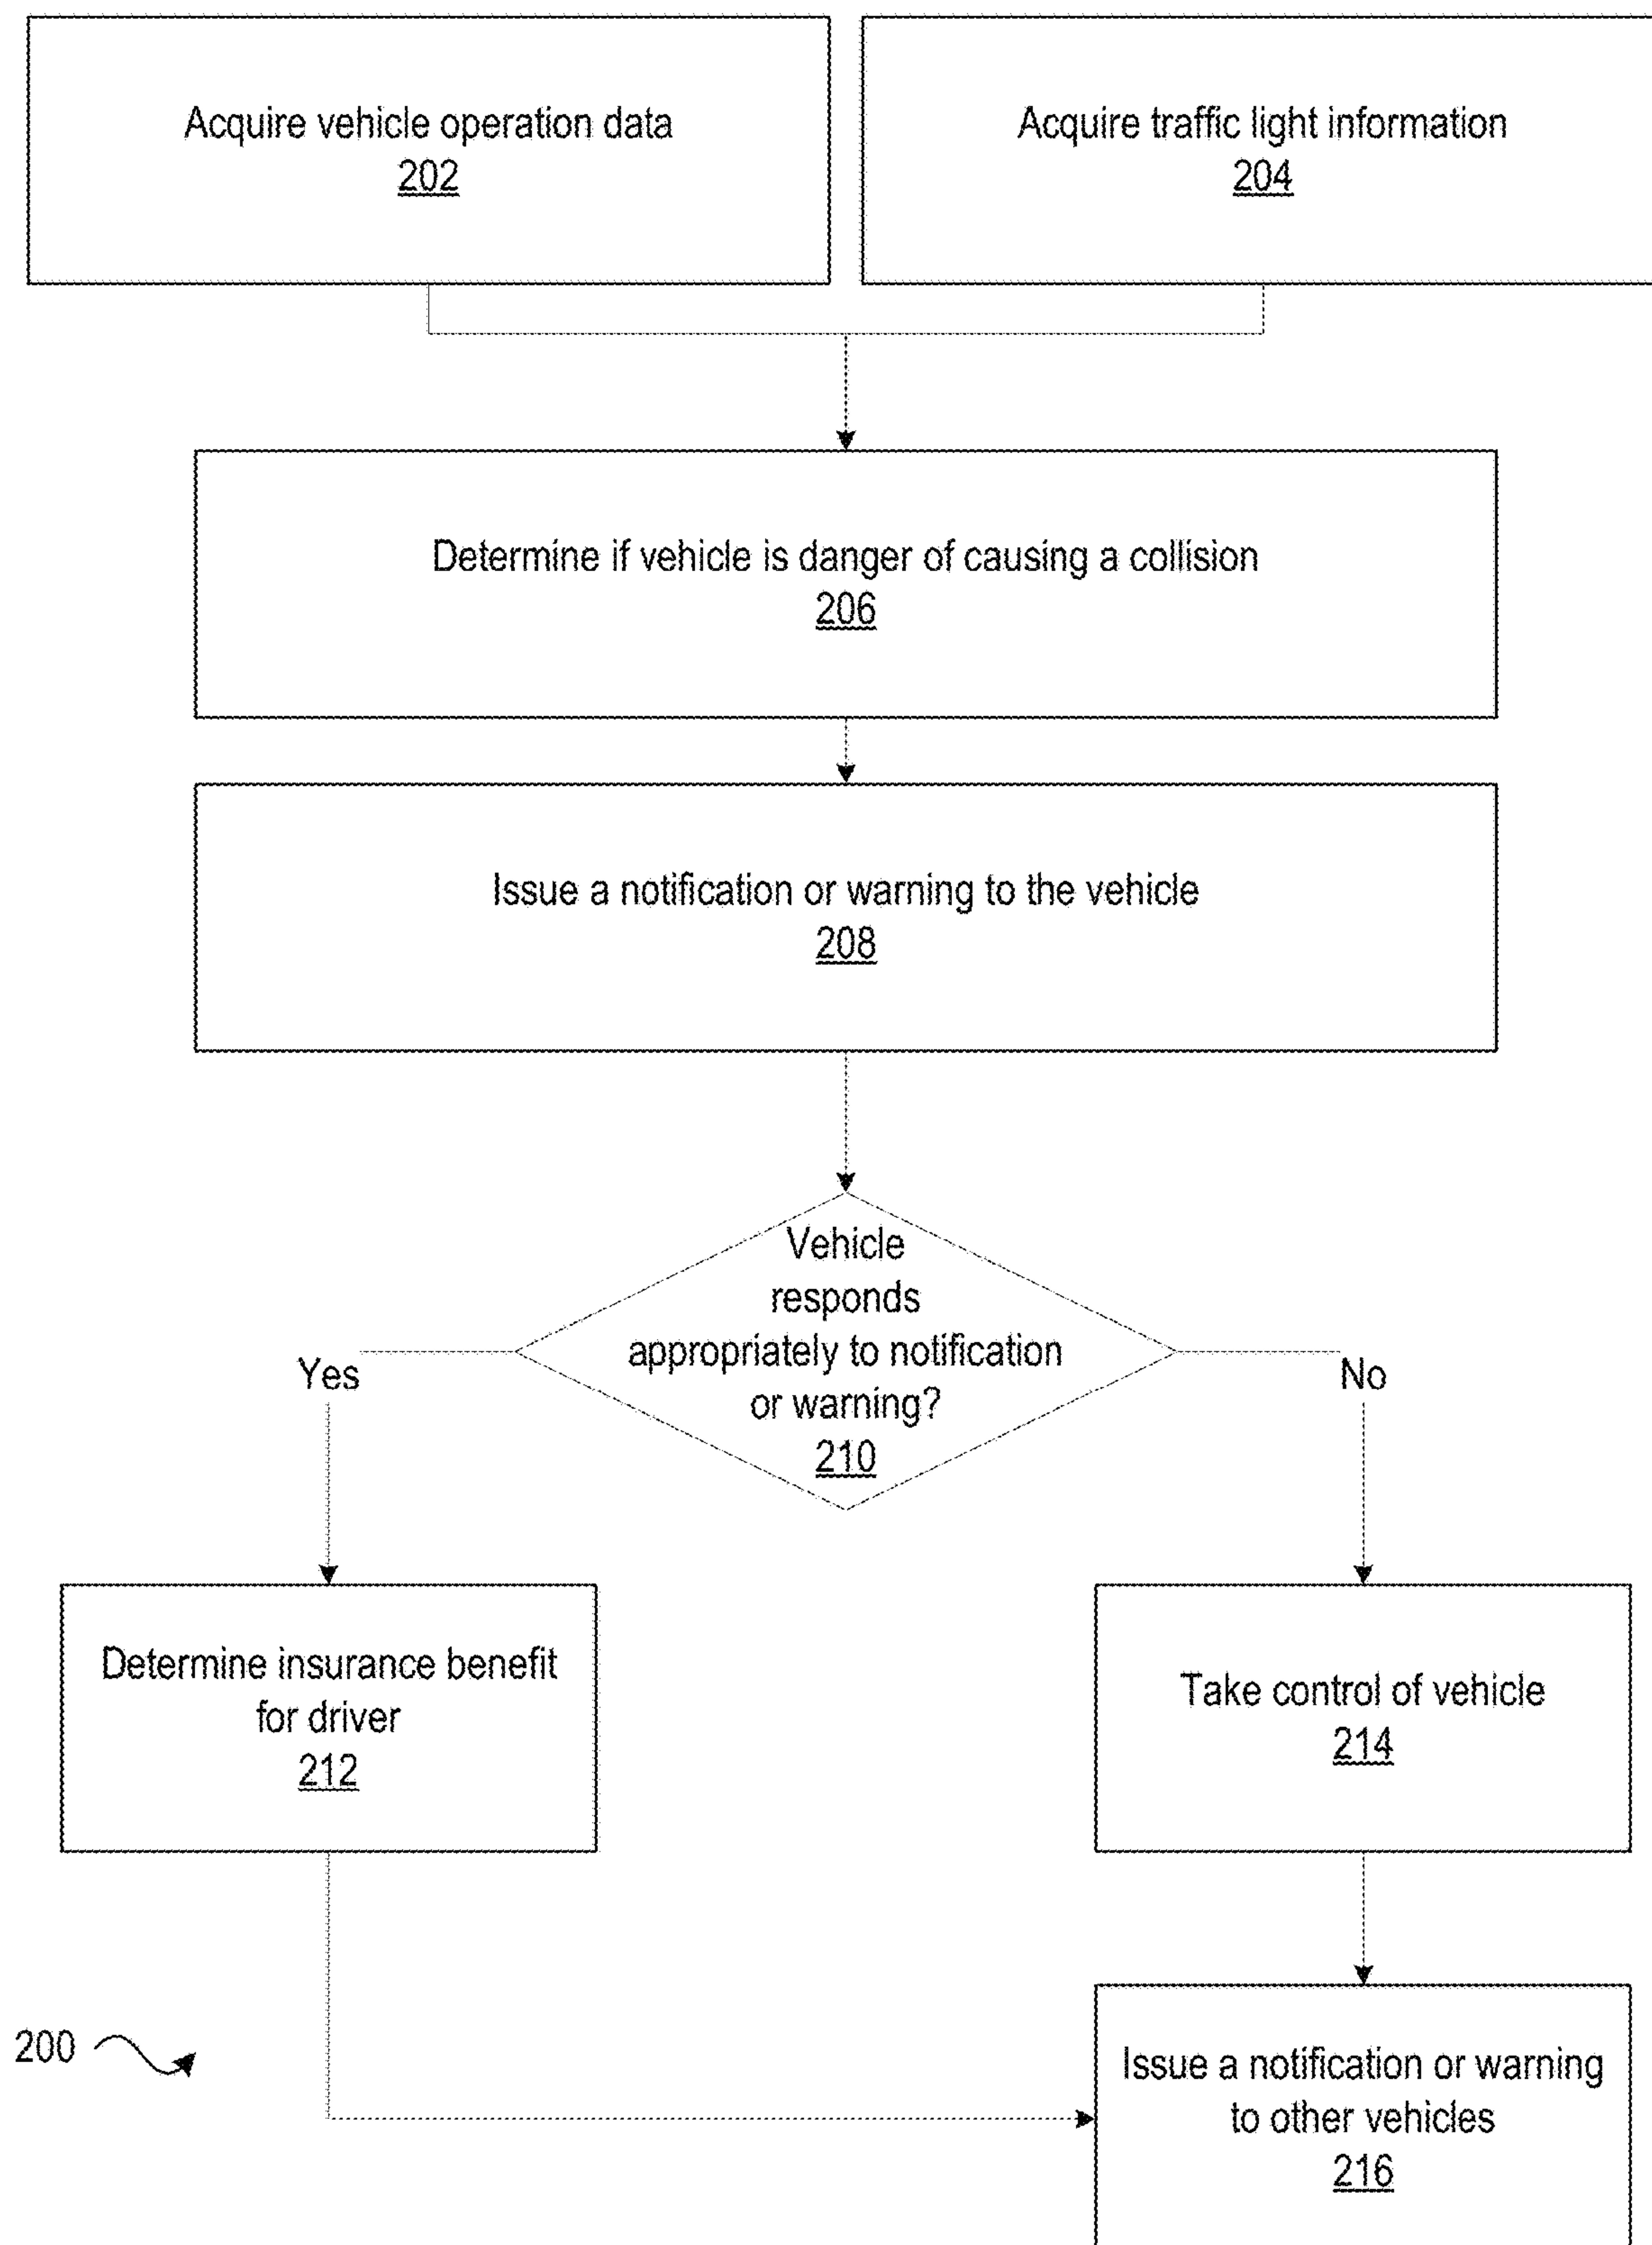 Acquire vehicle operation data
202
Acquire traffic light information
204
Determine if vehicle is danger of causing a collision
206
Issue a notification or warning to the vehicle
208
Vehicle
responds
appropriately to notification
or warning?
210
Yes
No
Determine insurance benefit
for driver
212
Take control of vehicle
214
200
Issue a notification or warning
to other vehicles
216